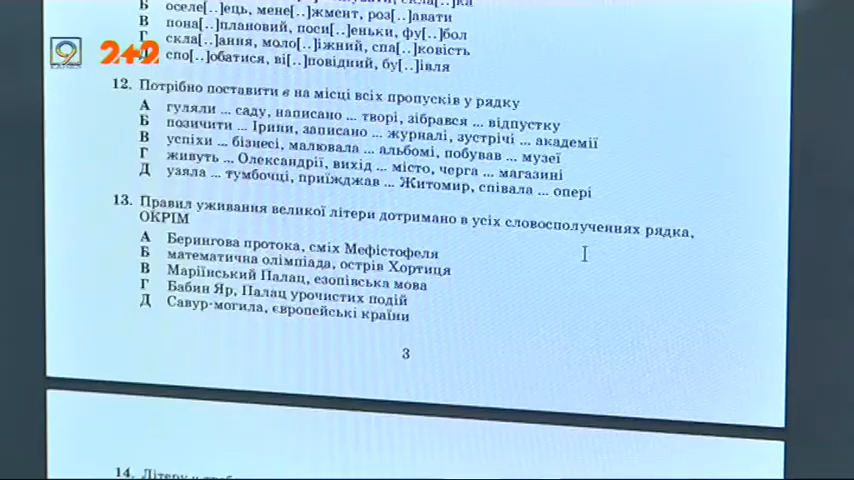 Б оселе[..]ець, мене[..]жмент, роз[..]авати
В пона[..]плановий, поси[..]еньки, фу[..]бол
Г скла[..]ання, моло[..]іжний, спа[..]ковість
Д спо[..]обатися, ві[..]повідний, бу[..]івля
9
2+2
12. Потрібно поставити в на місці всіх пропусків у рядку
А гуляли ... саду, написано ... творі, зібрався ... відпустку
Б позичити ... Ірини, записано ... журналі, зустрічі ... академії
В успіхи ... бізнесі, малювала ... альбомі, побував ... музеї
Г живуть ... Олександрії, вихід ... місто, черга ... магазині
Д узяла ... тумбочці, приїжджав ... Житомир, співала ... опері
13. Правил уживання великої літери дотримано в усіх словосполученнях рядка,
ОКРІМ
А Берингова протока, сміх Мефістофеля
Б математична олімпіада, острів Хортиця
В Маріїнський Палац, езопівська мова
Г Бабин Яр, Палац урочистих подій
Д Савур-могила, європейські країни
3
14. Літеру